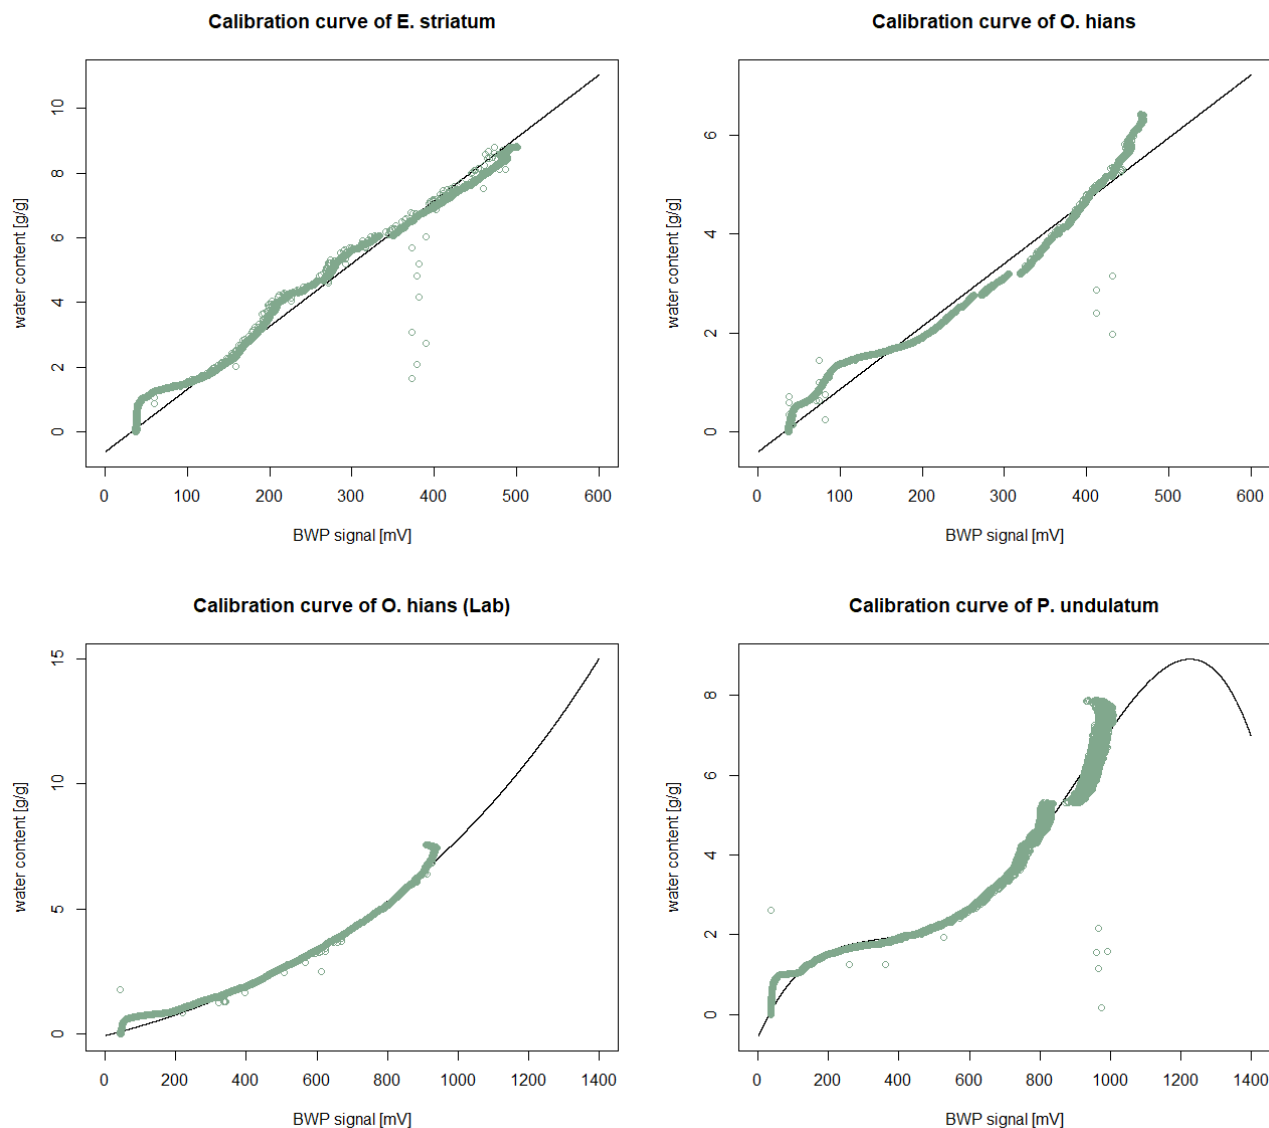 Calibration curve of E. striatum
water content [g/g]
10
8
6
4
2
0
0 100 200 300 400 500 600
BWP signal [mV]
Calibration curve of O. hians
water content [g/g]
6
4
2
0
0 100 200 300 400 500 600
BWP signal [mV]
Calibration curve of O. hians (Lab)
water content [g/g]
15
10
5
0
0 200 400 600 800 1000 1200 1400
BWP signal [mV]
Calibration curve of P. undulatum
water content [g/g]
8
6
4
2
0
0 200 400 600 800 1000 1200 1400
BWP signal [mV]